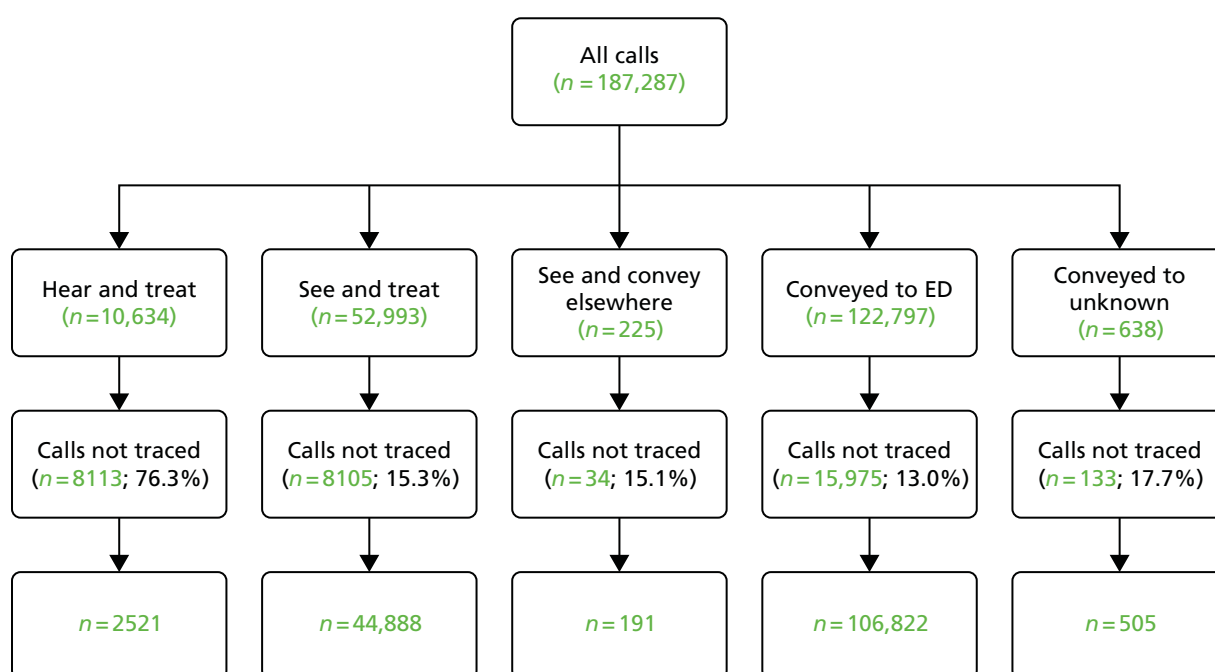 All calls
(n = 187,287)
Hear and treat
(n=10,634)
See and treat
(n=52,993)
See and convey
elsewhere
(n=225)
Conveyed to ED
(n=122,797)
Conveyed to
unknown
(n=638)
Calls not traced
(n=8113; 76.3%)
Calls not traced
(n=8105; 15.3%)
Calls not traced
(n=34; 15.1%)
Calls not traced
(n=15,975; 13.0%)
Calls not traced
(n=133; 17.7%)
n=2521
n=44,888
n=191
n=106,822
n=505